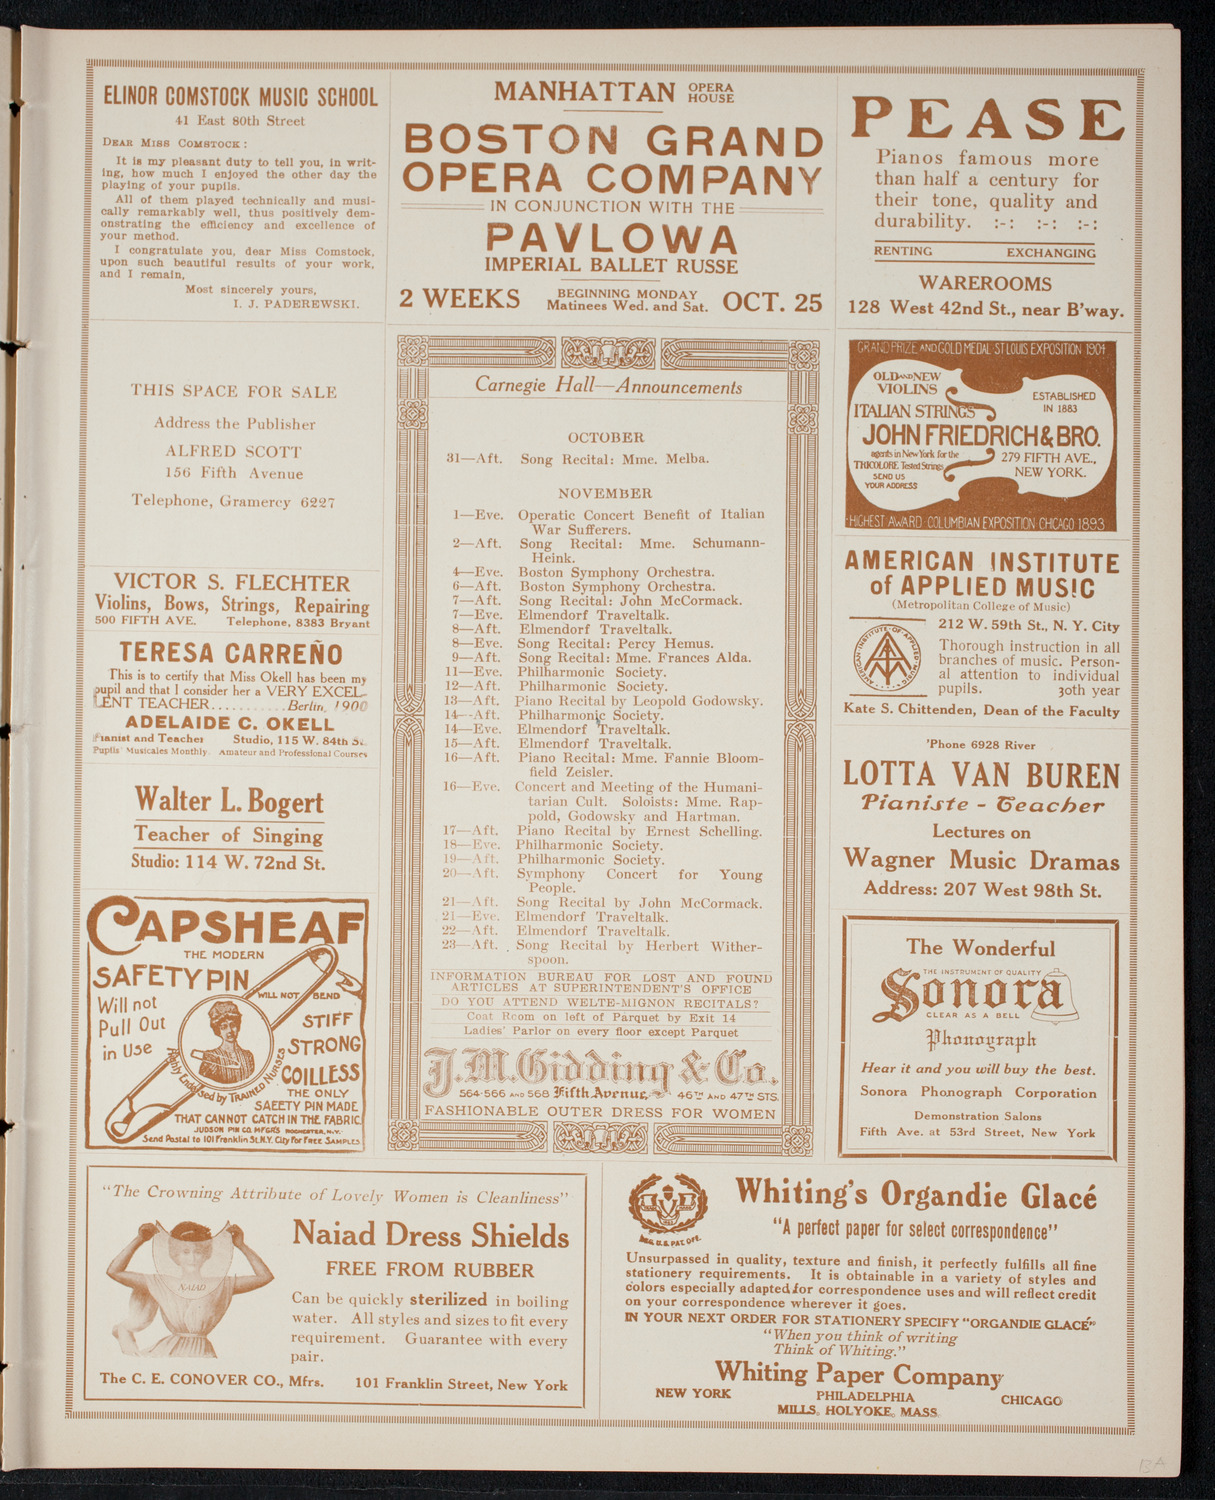 ELINOR COMSTOCK MUSIC SCHOOL
41 East 80th Street
DEAR MISS COMSTOCK :
It is my pleasant duty to tell you, in writ-
ing, how much I enjoyed the other day the
playing of your pupils.
All of them played technically and musi-
cally remarkably well, thus positively dem-
onstrating the efficiency and excellence of
your method.
I congratulate you, dear Miss Comstock,
upon such beautiful results of your work,
and I remain,
Most sincerely yours,
I. J. PADEREWSKI.
THIS SPACE FOR SALE
Address the Publisher
ALFRED SCOTT
156 Fifth Avenue
Telephone, Gramercy 6227
VICTOR S. FLECHTER
Violins, Bows, Strings, Repairing
500 FIFTH AVE. Telephone, 8383 Bryant
TERESA CARREÑO
This is to certify that Miss Okell has been my
pupil and that I consider her a VERY EXCEL-
LENT TEACHER..........Berlin, 1900
ADELAIDE C. OKELL
Pianist and Teacher Studio, 115 W. 84th St.
Pupils' Musicales Monthly. Amateur and Professional Courses
Walter L. Bogert
Teacher of Singing
Studio: 114 W. 72nd St.
CAPSHEAF
THE MODERN
SAFETY PIN
WILL NOT BEND
Will not
Pull Out
in Use
STIFF
STRONG
COILLESS
Highly Endorsed by TRAINED NURSES
THE ONLY
SAFETY PIN MADE
THAT CANNOT CATCH IN THE FABRIC
JUDSON PIN CO. MFGRS ROCHESTER, N.Y.
Send Postal to 101 Franklin St. N.Y. City for FREE SAMPLES
MANHATTAN OPERA HOUSE
BOSTON GRAND
OPERA COMPANY
IN CONJUNCTION WITH THE
PAVLOWA
IMPERIAL BALLET RUSSE
2 WEEKS BEGINNING MONDAY OCT. 25
Matinees Wed. and Sat.
Carnegie Hall—Announcements
OCTOBER
31—Aft. Song Recital: Mme. Melba.
NOVEMBER
1—Eve. Operatic Concert Benefit of Italian
War Sufferers.
2—Aft. Song Recital: Mme. Schumann-
Heink.
4—Eve. Boston Symphony Orchestra.
6—Aft. Boston Symphony Orchestra.
7—Aft. Song Recital: John McCormack.
7—Eve. Elmendorf Traveltalk.
8—Aft. Elmendorf Traveltalk.
8—Eve. Song Recital: Percy Hemus.
9—Aft. Song Recital: Mme. Frances Alda.
11—Eve. Philharmonic Society.
12—Aft. Philharmonic Society.
13—Aft. Piano Recital by Leopold Godowsky.
14—Aft. Philharmonic Society.
14—Eve. Elmendorf Traveltalk.
15—Aft. Elmendorf Traveltalk.
16—Aft. Piano Recital: Mme. Fannie Bloom-
field Zeisler.
16—Eve. Concert and Meeting of the Humani-
tarian Cult. Soloists: Mme. Rap-
pold, Godowsky and Hartman.
17—Aft. Piano Recital by Ernest Schelling.
18—Eve. Philharmonic Society.
19—Aft. Philharmonic Society.
20—Aft. Symphony Concert for Young
People.
21—Aft. Song Recital by John McCormack.
21—Eve. Elmendorf Traveltalk.
22—Aft. Elmendorf Traveltalk.
23—Aft. Song Recital by Herbert Wither-
spoon.
INFORMATION BUREAU FOR LOST AND FOUND
ARTICLES AT SUPERINTENDENT'S OFFICE
DO YOU ATTEND WELTE-MIGNON RECITALS?
Coat Room on left of Parquet by Exit 14
Ladies' Parlor on every floor except Parquet
J.M. Gidding & Co.
564-566 AND 568 Fifth Avenue 46TH AND 47TH STS.
FASHIONABLE OUTER DRESS FOR WOMEN
PEASE
Pianos famous more
than half a century for
their tone, quality and
durability. :-: :-: :-:
RENTING EXCHANGING
WAREROOMS
128 West 42nd St., near B'way.
GRAND PRIZE AND GOLD MEDAL ST LOUIS EXPOSITION 1904
OLD AND NEW
VIOLINS
ESTABLISHED
IN 1883
ITALIAN STRINGS
JOHN FRIEDRICH & BRO.
agents in New York for the
TRICOLORE Tested Strings
SEND US
YOUR ADDRESS
279 FIFTH AVE.,
NEW YORK.
HIGHEST AWARD COLUMBIAN EXPOSITION CHICAGO 1893
AMERICAN INSTITUTE
of APPLIED MUSIC
(Metropolitan College of Music)
212 W. 59th St., N. Y. City
AMERICAN INSTITUTE OF APPLIED MUSIC
Thorough instruction in all
branches of music. Person-
al attention to individual
pupils. 30th year
Kate S. Chittenden, Dean of the Faculty
'Phone 6928 River
LOTTA VAN BUREN
Pianiste - Teacher
Lectures on
Wagner Music Dramas
Address: 207 West 98th St.
The Wonderful
THE INSTRUMENT OF QUALITY
Sonora
CLEAR AS A BELL
Phonograph
Hear it and you will buy the best.
Sonora Phonograph Corporation
Demonstration Salons
Fifth Ave. at 53rd Street, New York
"The Crowning Attribute of Lovely Women is Cleanliness"
NAIAD
Naiad Dress Shields
FREE FROM RUBBER
Can be quickly sterilized in boiling
water. All styles and sizes to fit every
requirement. Guarantee with every
pair.
The C. E. CONOVER CO., Mfrs. 101 Franklin Street, New York
REG. U.S. PAT. OFF.
Whiting's Organdie Glacé
"A perfect paper for select correspondence"
Unsurpassed in quality, texture and finish, it perfectly fulfills all fine
stationery requirements. It is obtainable in a variety of styles and
colors especially adapted for correspondence uses and will reflect credit
on your correspondence wherever it goes.
IN YOUR NEXT ORDER FOR STATIONERY SPECIFY "ORGANDIE GLACÉ"
"When you think of writing
Think of Whiting."
Whiting Paper Company
NEW YORK PHILADELPHIA CHICAGO
MILLS, HOLYOKE, MASS.
13A